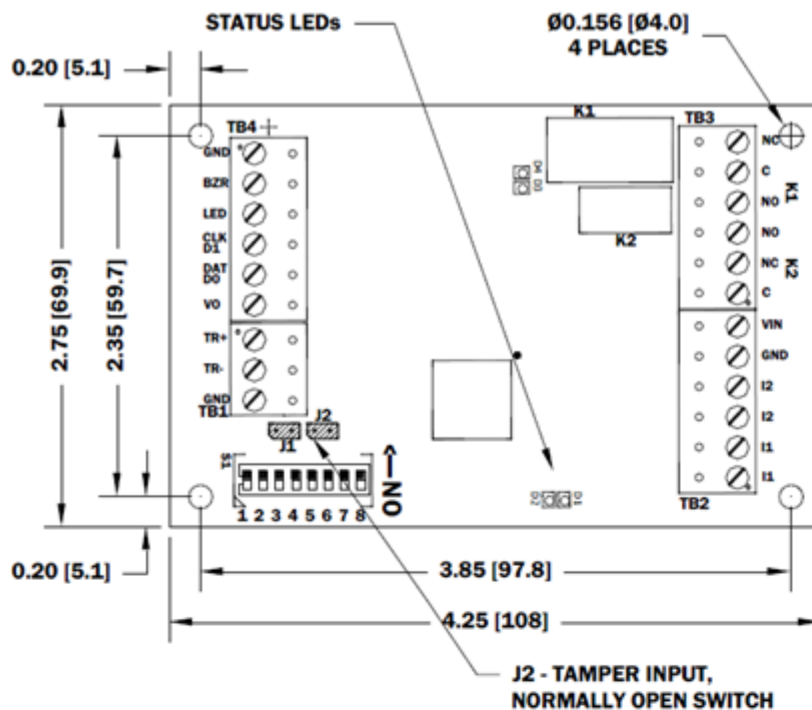 STATUS LEDs
Ø0.156 [Ø4.0]
4 PLACES
0.20 [5.1]
K1
TB4
TB3
GND
BZR
LED
CLK
D1
DAT
D0
VO
TR+
TR-
GND
TB1
D4
D3
K2
NC
C
NO
NO
NC
C
K1
K2
VIN
GND
I2
I2
I1
I1
TB2
2.75 [69.9]
2.35 [59.7]
J1
J2
S1
ON
1 2 3 4 5 6 7 8
D2
D1
0.20 [5.1]
3.85 [97.8]
4.25 [108]
J2 - TAMPER INPUT,
NORMALLY OPEN SWITCH